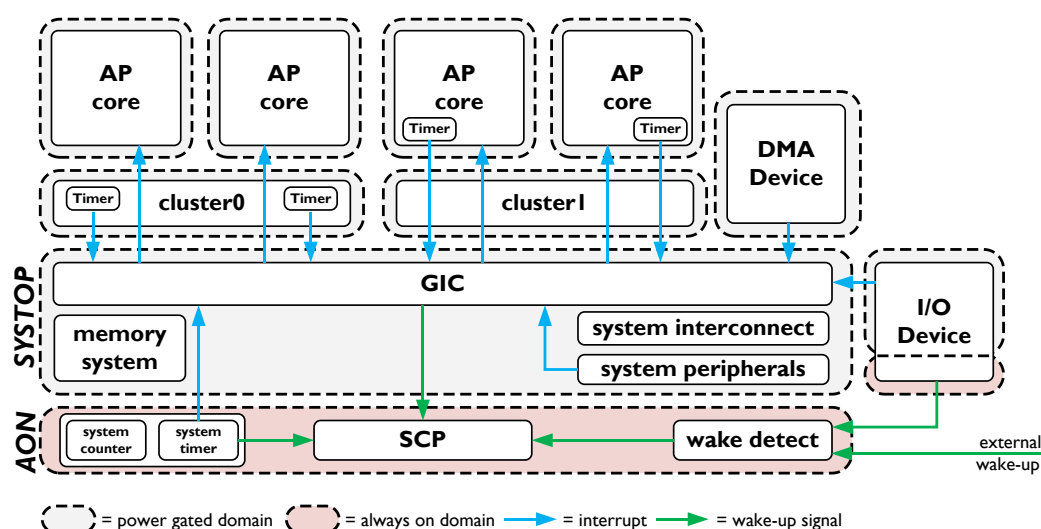 AP
core
AP
core
AP
core
AP
core
Timer
Timer
DMA
Device
Timer
cluster0
Timer
cluster1
SYSTOP
GIC
memory
system
system interconnect
system peripherals
I/O
Device
AON
system
counter
system
timer
SCP
wake detect
external
wake-up
= power gated domain
= always on domain
= interrupt
= wake-up signal